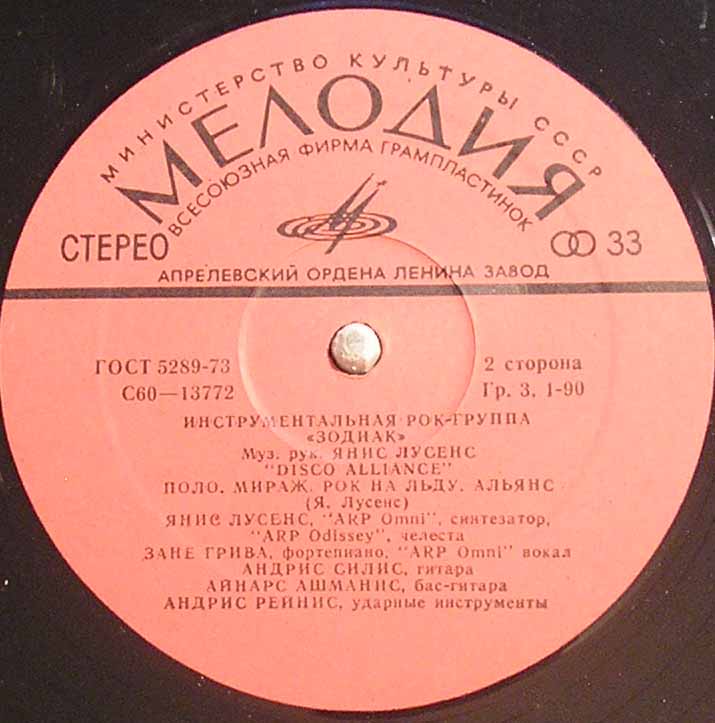 МИНИСТЕРСТВО КУЛЬТУРЫ СССР
МЕЛОДИЯ
ВСЕСОЮЗНАЯ ФИРМА ГРАМПЛАСТИНОК
СТЕРЕО
33
АПРЕЛЕВСКИЙ ОРДЕНА ЛЕНИНА ЗАВОД
ГОСТ 5289-73
2 сторона
С60—13772
Гр. 3. 1-90
ИНСТРУМЕНТАЛЬНАЯ РОК-ГРУППА
«ЗОДИАК»
Муз. рук. ЯНИС ЛУСЕНС
"DISCO ALLIANCE"
ПОЛО. МИРАЖ. РОК НА ЛЬДУ. АЛЬЯНС
(Я. Лусенс)
ЯНИС ЛУСЕНС, "ARP Omni", синтезатор,
"ARP Odissey", челеста
ЗАНЕ ГРИВА, фортепиано, "ARP Omni" вокал
АНДРИС СИЛИС, гитара
АЙНАРС АШМАНИС, бас-гитара
АНДРИС РЕЙНИС, ударные инструменты